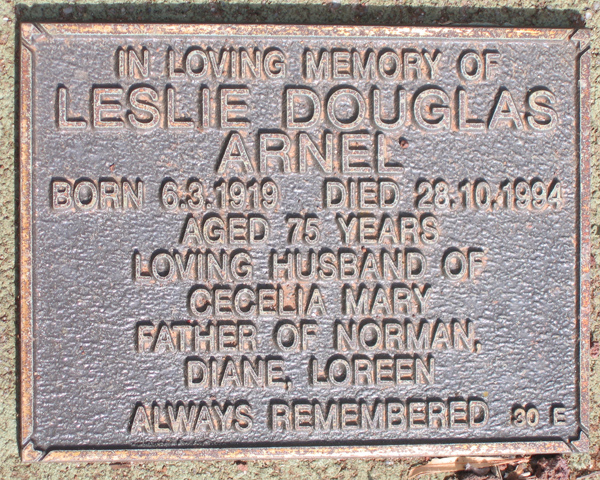 IN LOVING MEMORY OF
LESLIE DOUGLAS
ARNEL
BORN 6.3.1919 DIED 28.10.1994
AGED 75 YEARS
LOVING HUSBAND OF
CECELIA MARY
FATHER OF NORMAN,
DIANE, LOREEN
ALWAYS REMEMBERED 30 E